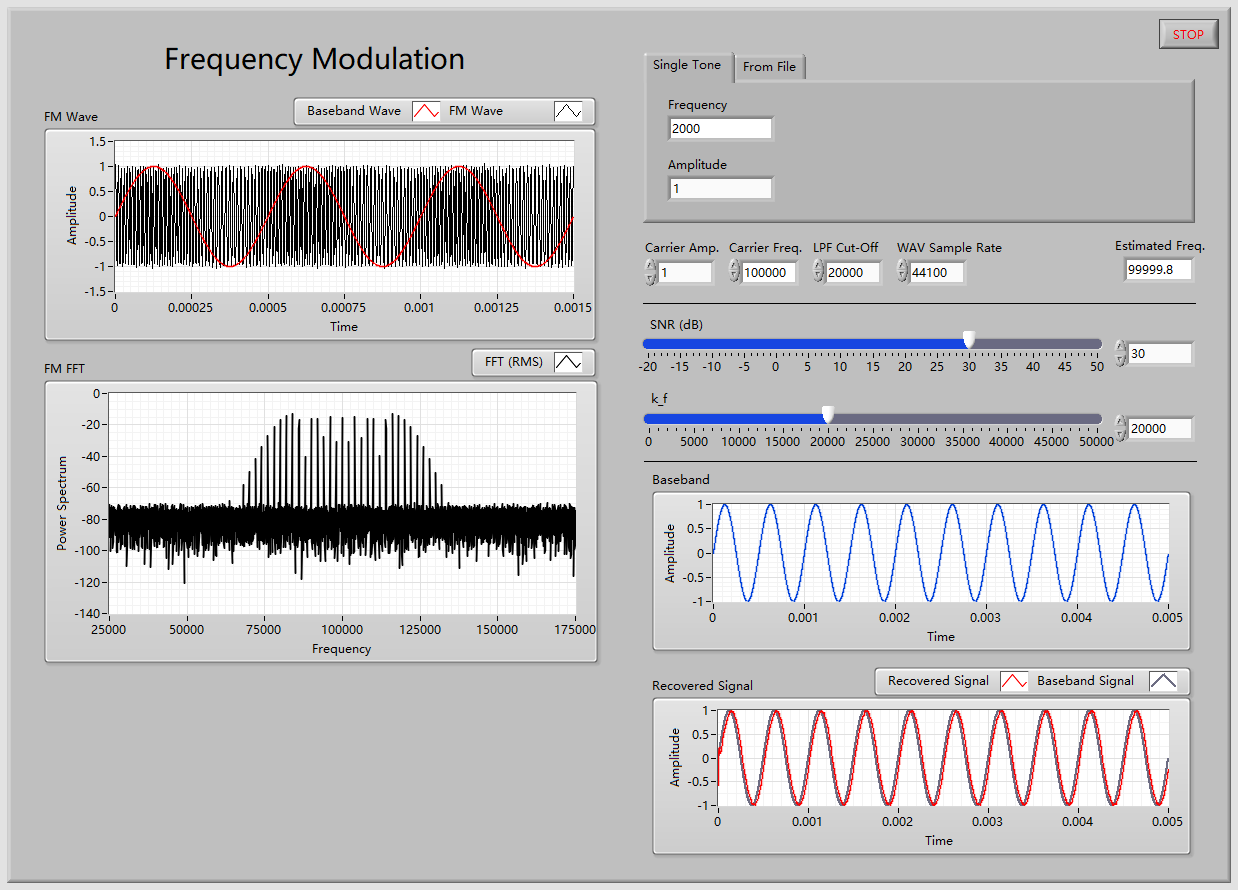 STOP
Frequency Modulation
Single Tone From File
Frequency
2000
Amplitude
1
FM Wave
Baseband Wave FM Wave
1.5
1
0.5
0
-0.5
-1
-1.5
Amplitude
0 0.00025 0.0005 0.00075 0.001 0.00125 0.0015
Time
Carrier Amp. Carrier Freq. LPF Cut-Off WAV Sample Rate Estimated Freq.
1 100000 20000 44100 99999.8
SNR (dB)
-20 -15 -10 -5 0 5 10 15 20 25 30 35 40 45 50
30
k_f
0 5000 10000 15000 20000 25000 30000 35000 40000 45000 50000
20000
FM FFT
FFT (RMS)
0
-20
-40
-60
-80
-100
-120
-140
Power Spectrum
25000 50000 75000 100000 125000 150000 175000
Frequency
Baseband
1
0.5
0
-0.5
-1
Amplitude
0 0.001 0.002 0.003 0.004 0.005
Time
Recovered Signal
Recovered Signal Baseband Signal
1
0.5
0
-0.5
-1
Amplitude
0 0.001 0.002 0.003 0.004 0.005
Time